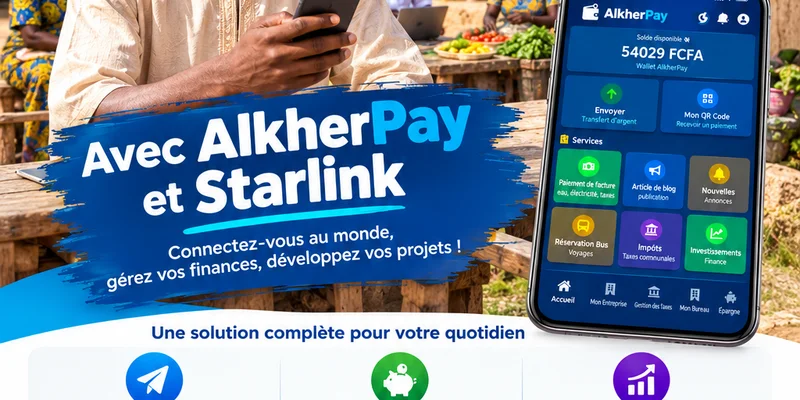 Avec AlkherPay
et Starlink
Connectez-vous au monde,
gérez vos finances, développez vos projets !
AlkherPay
Solde disponible
54029 FCFA
Wallet AlkherPay
Envoyer
Transfert d'argent
Mon QR Code
Recevoir un paiement
Services
Paiement de facture
eau, électricité, taxes
Article de blog
publication
Nouvelles
Annonces
Réservation Bus
Voyages
Impôts
Taxes communales
Investissements
Finance
Accueil
Mon Entreprise
Gestion des Taxes
Mon Bureau
Épargne
Une solution complète pour votre quotidien